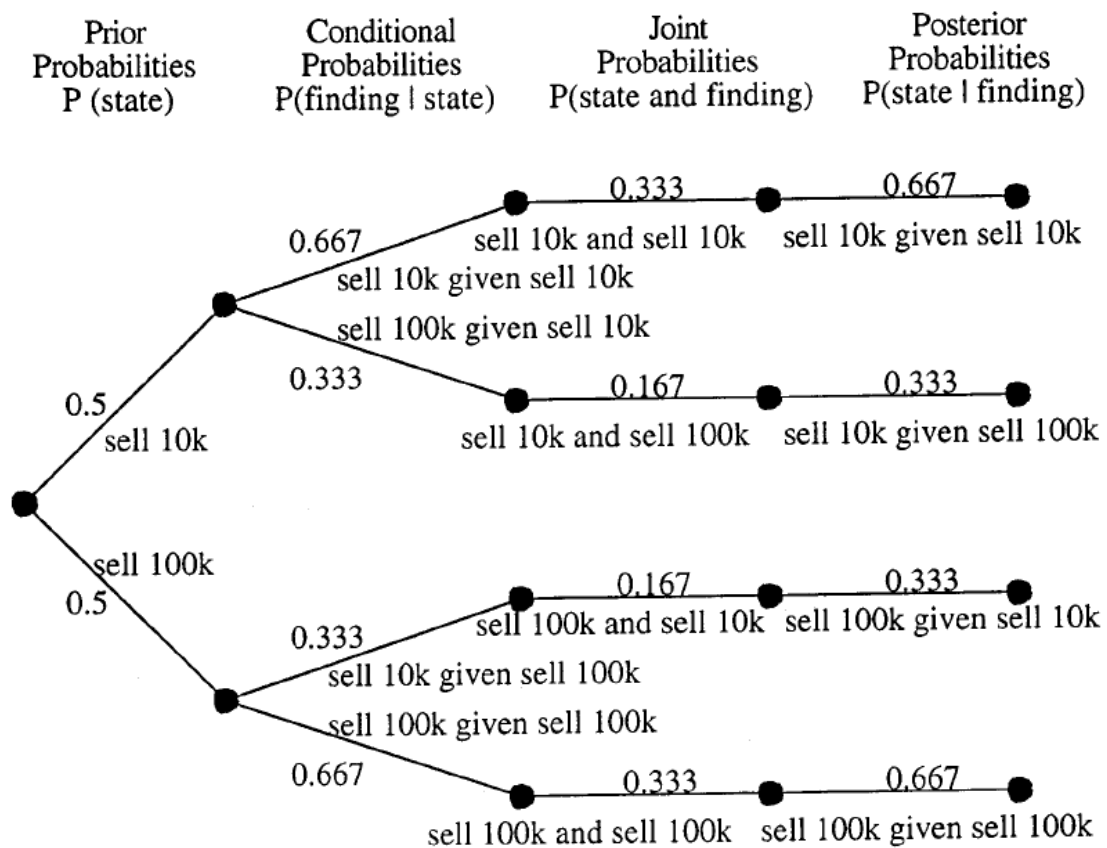 Prior
Probabilities
P (state)
Conditional
Probabilities
P(finding | state)
Joint
Probabilities
P(state and finding)
Posterior
Probabilities
P(state | finding)
0.333
0.667
0.667
sell 10k and sell 10k
sell 10k given sell 10k
sell 10k given sell 10k
sell 100k given sell 10k
0.333
0.167
0.333
0.5
sell 10k
sell 10k and sell 100k
sell 10k given sell 100k
sell 100k
0.5
0.167
0.333
0.333
sell 100k and sell 10k
sell 100k given sell 10k
sell 10k given sell 100k
sell 100k given sell 100k
0.667
0.333
0.667
sell 100k and sell 100k
sell 100k given sell 100k